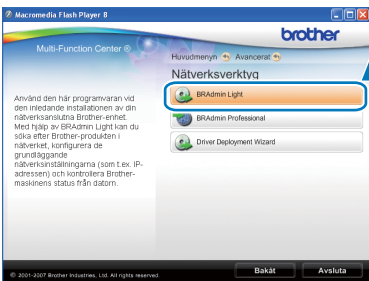 Macromedia Flash Player 8
brother
Multi-Function Center ®
Huvudmenyn Avancerat
Nätverksverktyg
BRAdmin Light
BRAdmin Professional
Driver Deployment Wizard
Använd den här programvaran vid
den inledande installationen av din
nätverksanslutna Brother-enhet.
Med hjälp av BRAdmin Light kan du
söka efter Brother-produkten i
nätverket, konfigurera de
grundläggande
nätverksinställningarna (som t.ex. IP-
adressen) och kontrollera Brother-
maskinens status från datorn.
Bakåt Avsluta
© 2001-2007 Brother Industries, Ltd. All rights reserved.